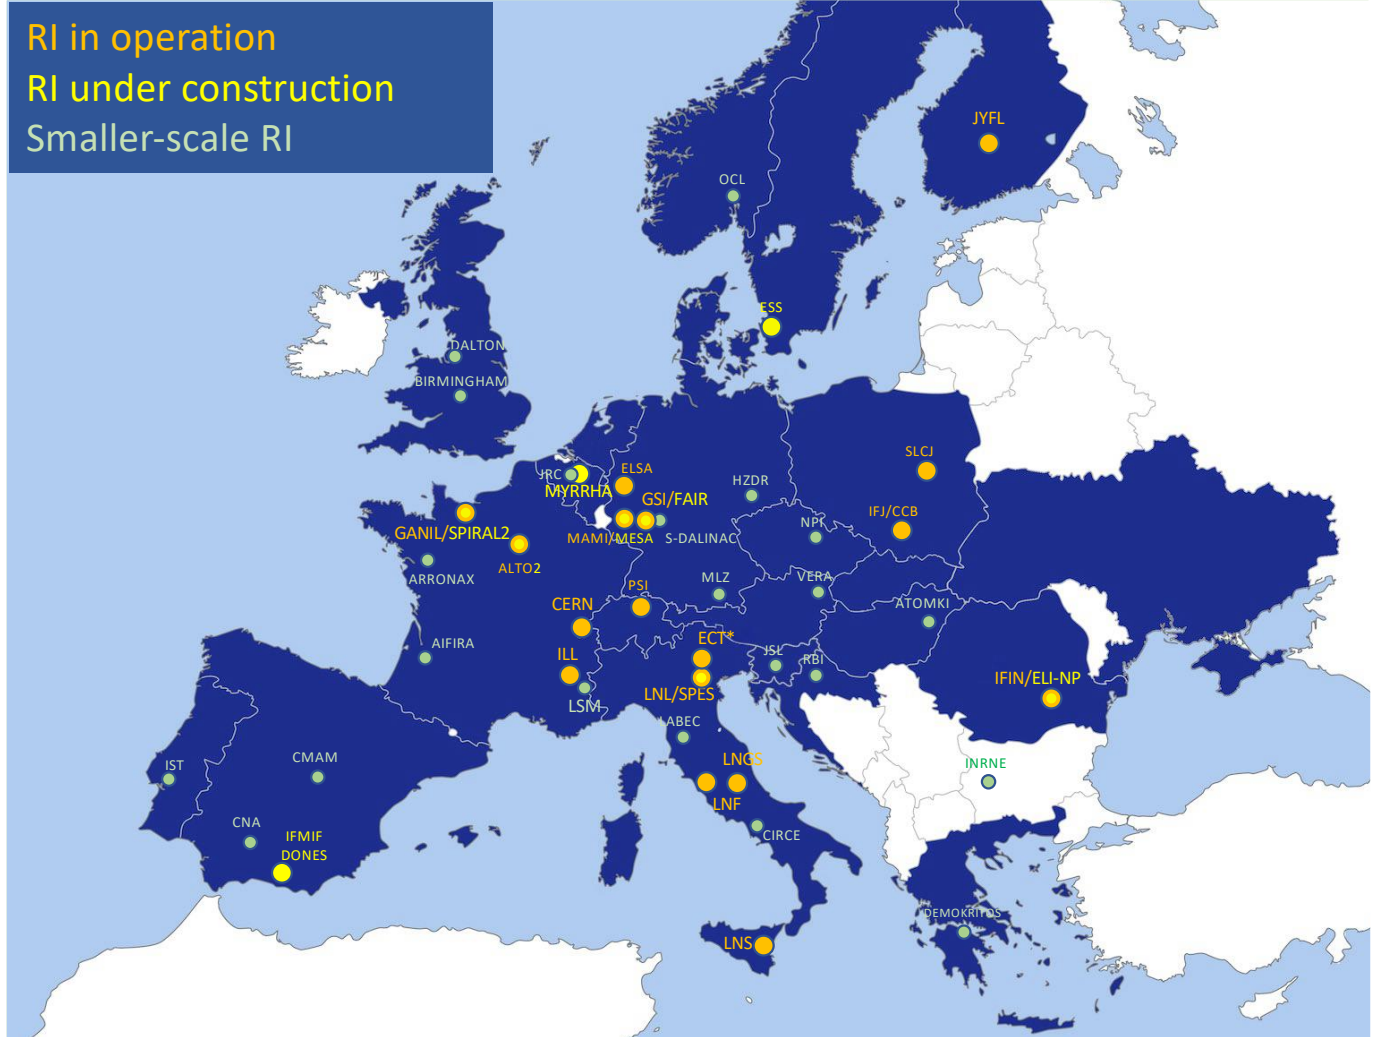 RI in operation
RI under construction
Smaller-scale RI
JYFL
OCL
ESS
DALTON
BIRMINGHAM
JRC
MYRRHA
ELSA
GSI/FAIR
HZDR
SLCJ
IFJ/CCB
NPI
GANIL/SPIRAL2
MAMI/MESA
S-DALINAC
ALTO2
ARRONAX
PSI
MLZ
VERA
ATOMKI
CERN
ECT*
AIFIRA
ILL
JSL
RBI
LNL/SPES
LSM
IFIN/ELI-NP
LABEC
IST
CMAM
LNGS
INRNE
LNF
CNA
IFMIF
DONES
CIRCE
DEMOKRITOS
LNS